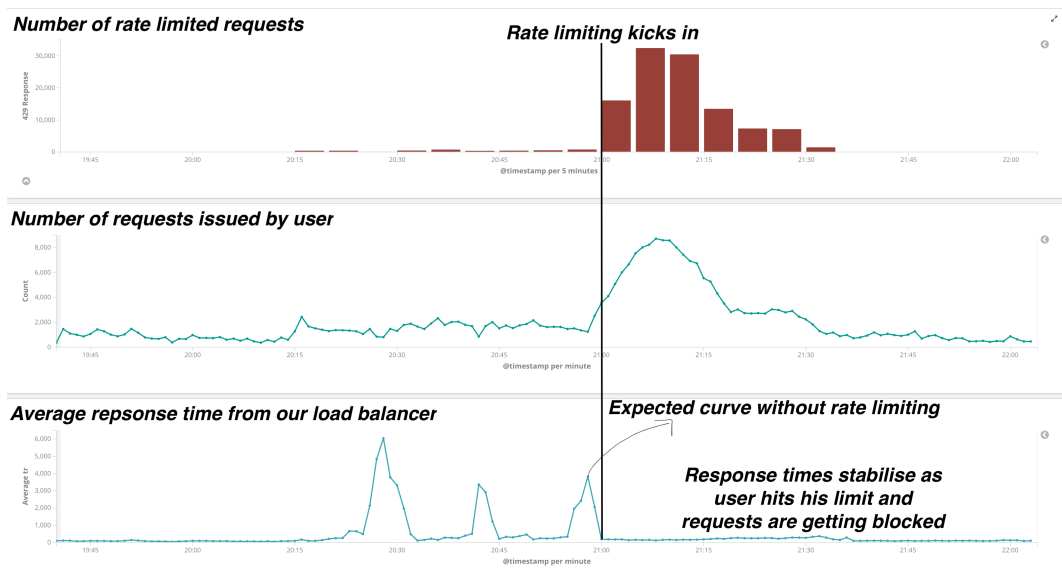 Number of rate limited requests
Rate limiting kicks in
429 Response
30,000
20,000
10,000
0
19:45 20:00 20:15 20:30 20:45 21:00 21:15 21:30 21:45 22:00
@timestamp per 5 minutes
Number of requests issued by user
Count
8,000
6,000
4,000
2,000
0
19:45 20:00 20:15 20:30 20:45 21:00 21:15 21:30 21:45 22:00
@timestamp per minute
Average repsonse time from our load balancer
Expected curve without rate limiting
Average tr
6,000
5,000
4,000
3,000
2,000
1,000
0
Response times stabilise as
user hits his limit and
requests are getting blocked
19:45 20:00 20:15 20:30 20:45 21:00 21:15 21:30 21:45 22:00
@timestamp per minute